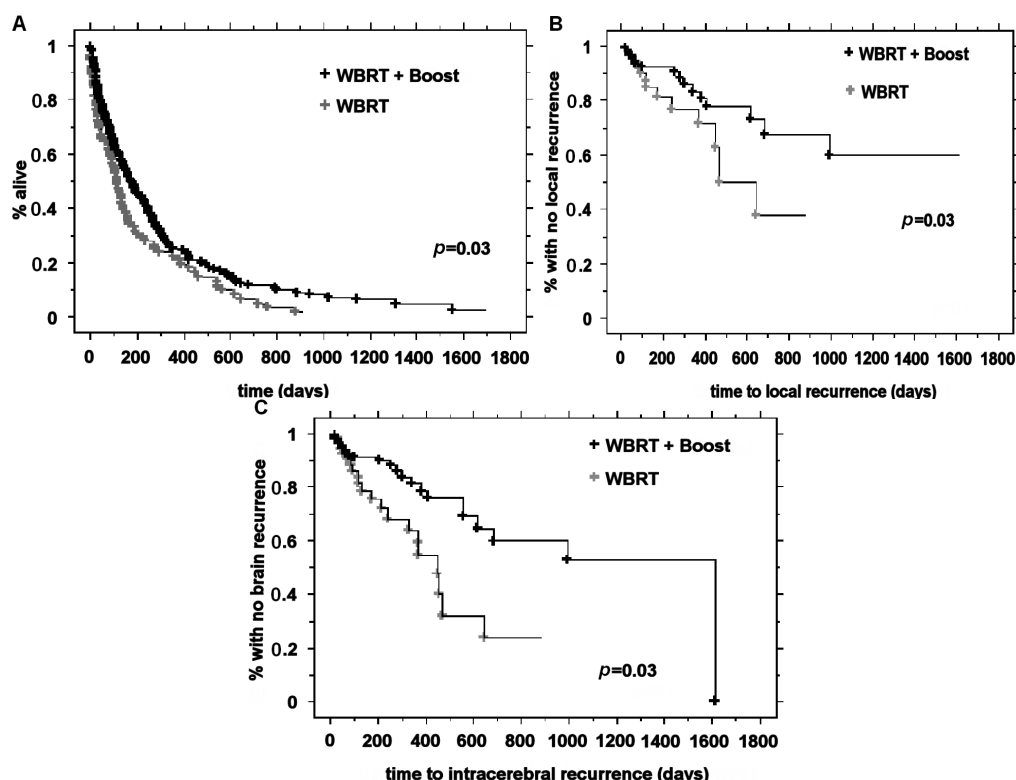 A
% alive
1
0.8
0.6
0.4
0.2
0
WBRT + Boost
WBRT
p=0.03
0 200 400 600 800 1000 1200 1400 1600 1800
time (days)
B
% with no local recurrence
1
0.8
0.6
0.4
0.2
0
WBRT + Boost
WBRT
p=0.03
0 200 400 600 800 1000 1200 1400 1600 1800
time to local recurrence (days)
C
% with no brain recurrence
1
0.8
0.6
0.4
0.2
0
WBRT + Boost
WBRT
p=0.03
0 200 400 600 800 1000 1200 1400 1600 1800
time to intracerebral recurrence (days)